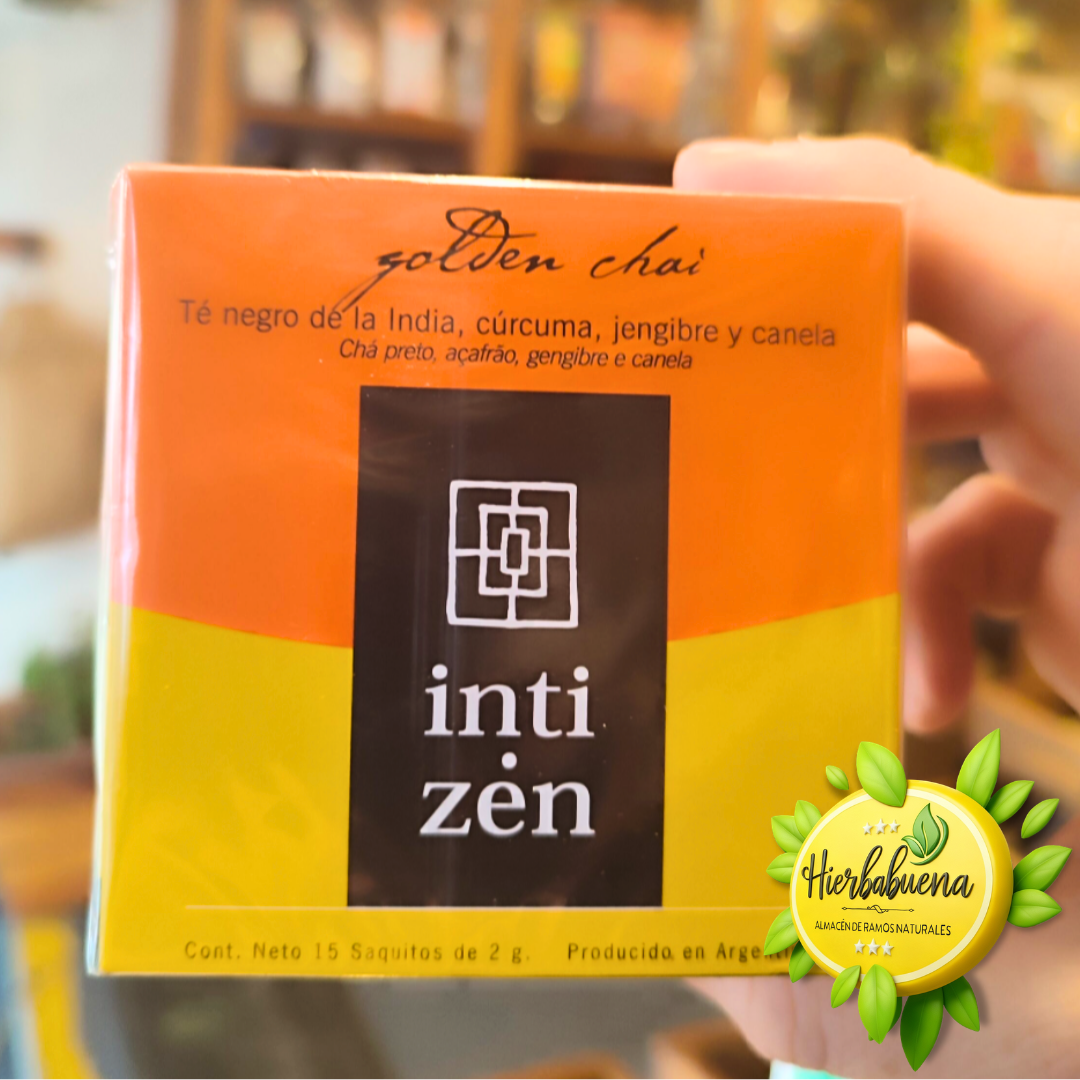 golden chai
Té negro de la India, cúrcuma, jengibre y canela
Chá preto, açafrão, gengibre e canela
inti
zen
Cont. Neto 15 Saquitos de 2 g. Producido en
Hierbabuena
ALMACÉN DE RAMOS NATURALES